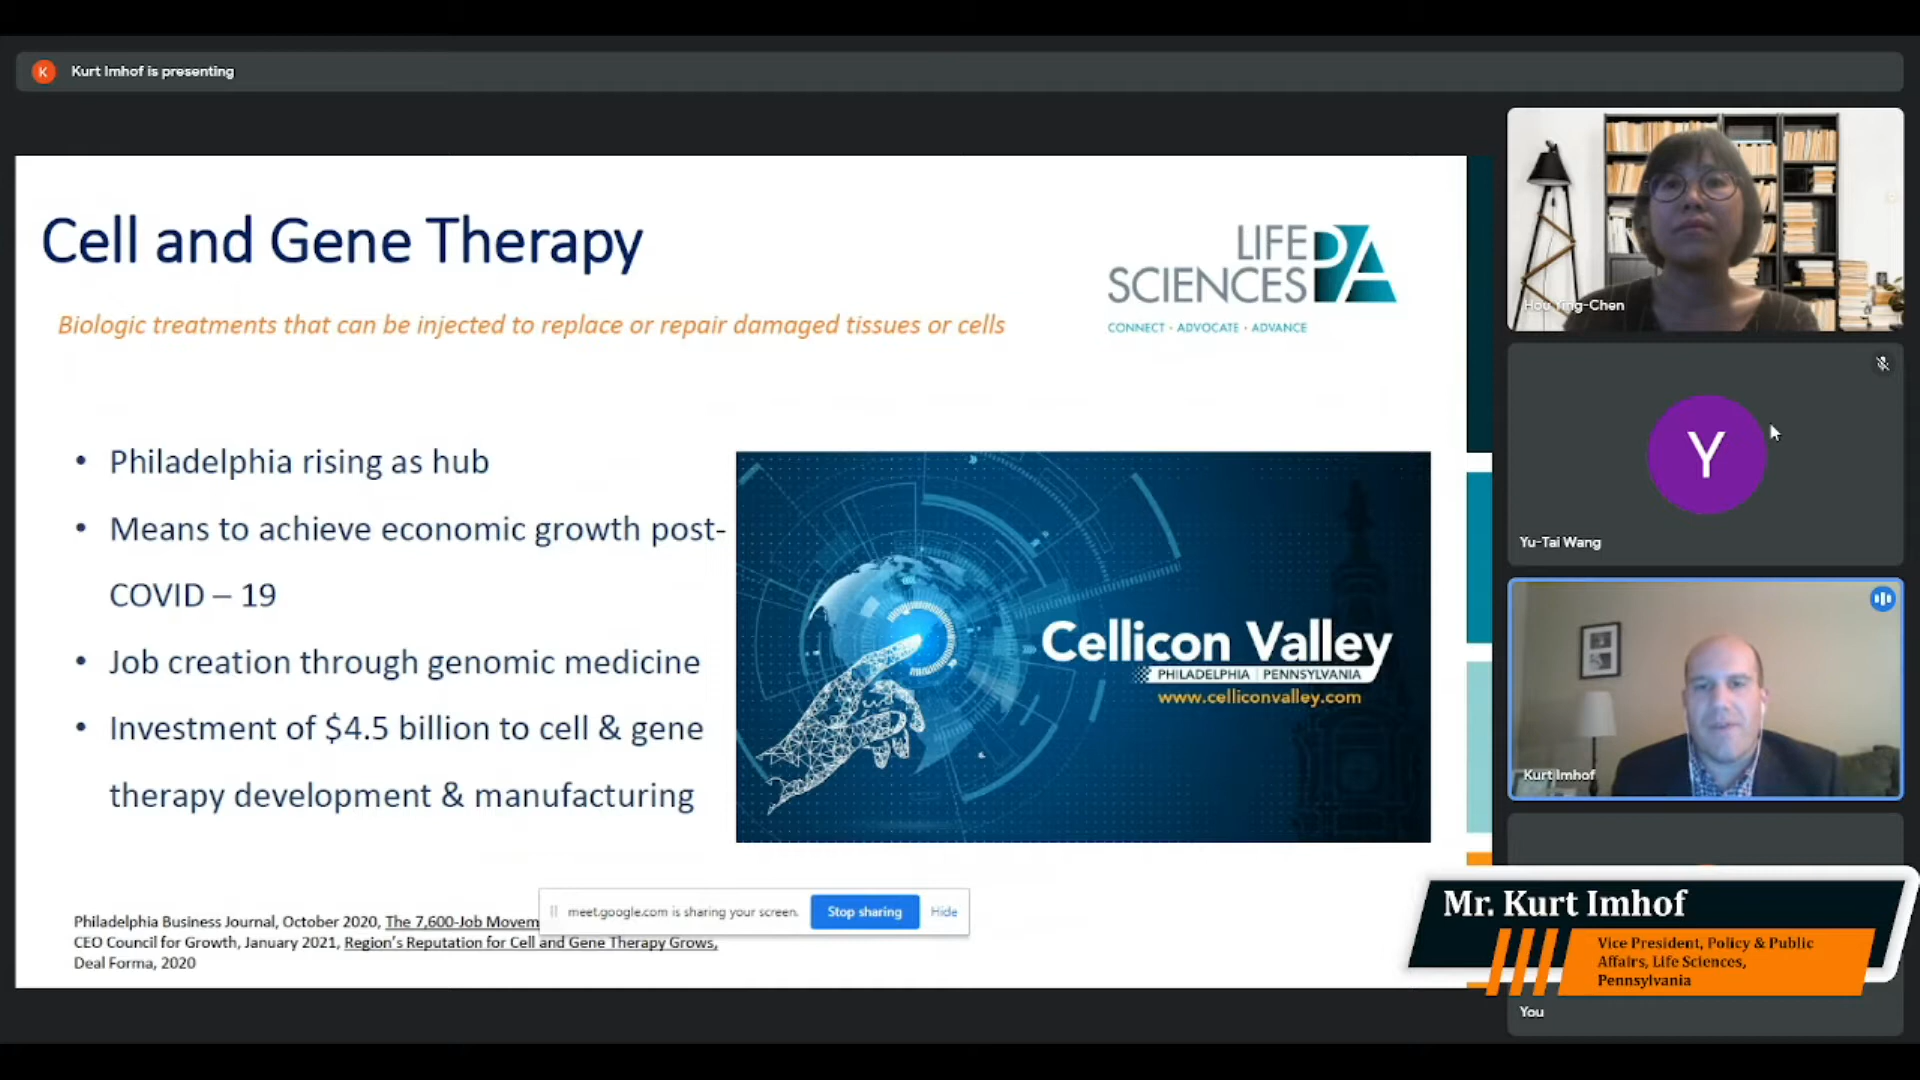 K
Kurt Imhof is presenting
Cell and Gene Therapy
Biologic treatments that can be injected to replace or repair damaged tissues or cells
LIFE
SCIENCES PA
CONNECT · ADVOCATE · ADVANCE
• Philadelphia rising as hub
• Means to achieve economic growth post-
COVID – 19
• Job creation through genomic medicine
• Investment of $4.5 billion to cell & gene
therapy development & manufacturing
Cellicon Valley
PHILADELPHIA | PENNSYLVANIA
www.celliconvalley.com
Philadelphia Business Journal, October 2020, The 7,600-Job Movem
CEO Council for Growth, January 2021, Region's Reputation for Cell and Gene Therapy Grows,
Deal Forma, 2020
meet.google.com is sharing your screen.
Stop sharing
Hide
Hou Ying-Chen
Y
Yu-Tai Wang
Kurt Imhof
Mr. Kurt Imhof
Vice President, Policy & Public
Affairs, Life Sciences,
Pennsylvania
You